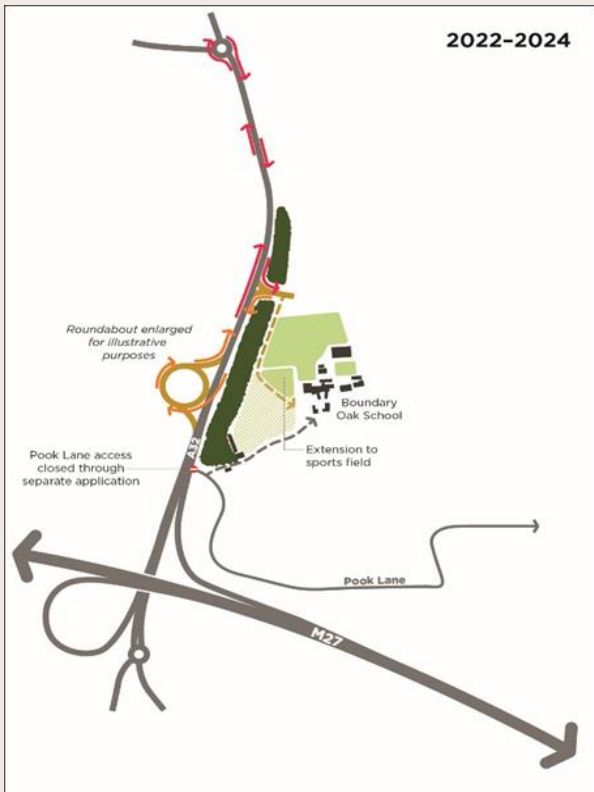 2022–2024
Roundabout enlarged
for illustrative
purposes
Boundary
Oak School
A32
Extension to
sports field
Pook Lane access
closed through
separate application
Pook Lane
M27